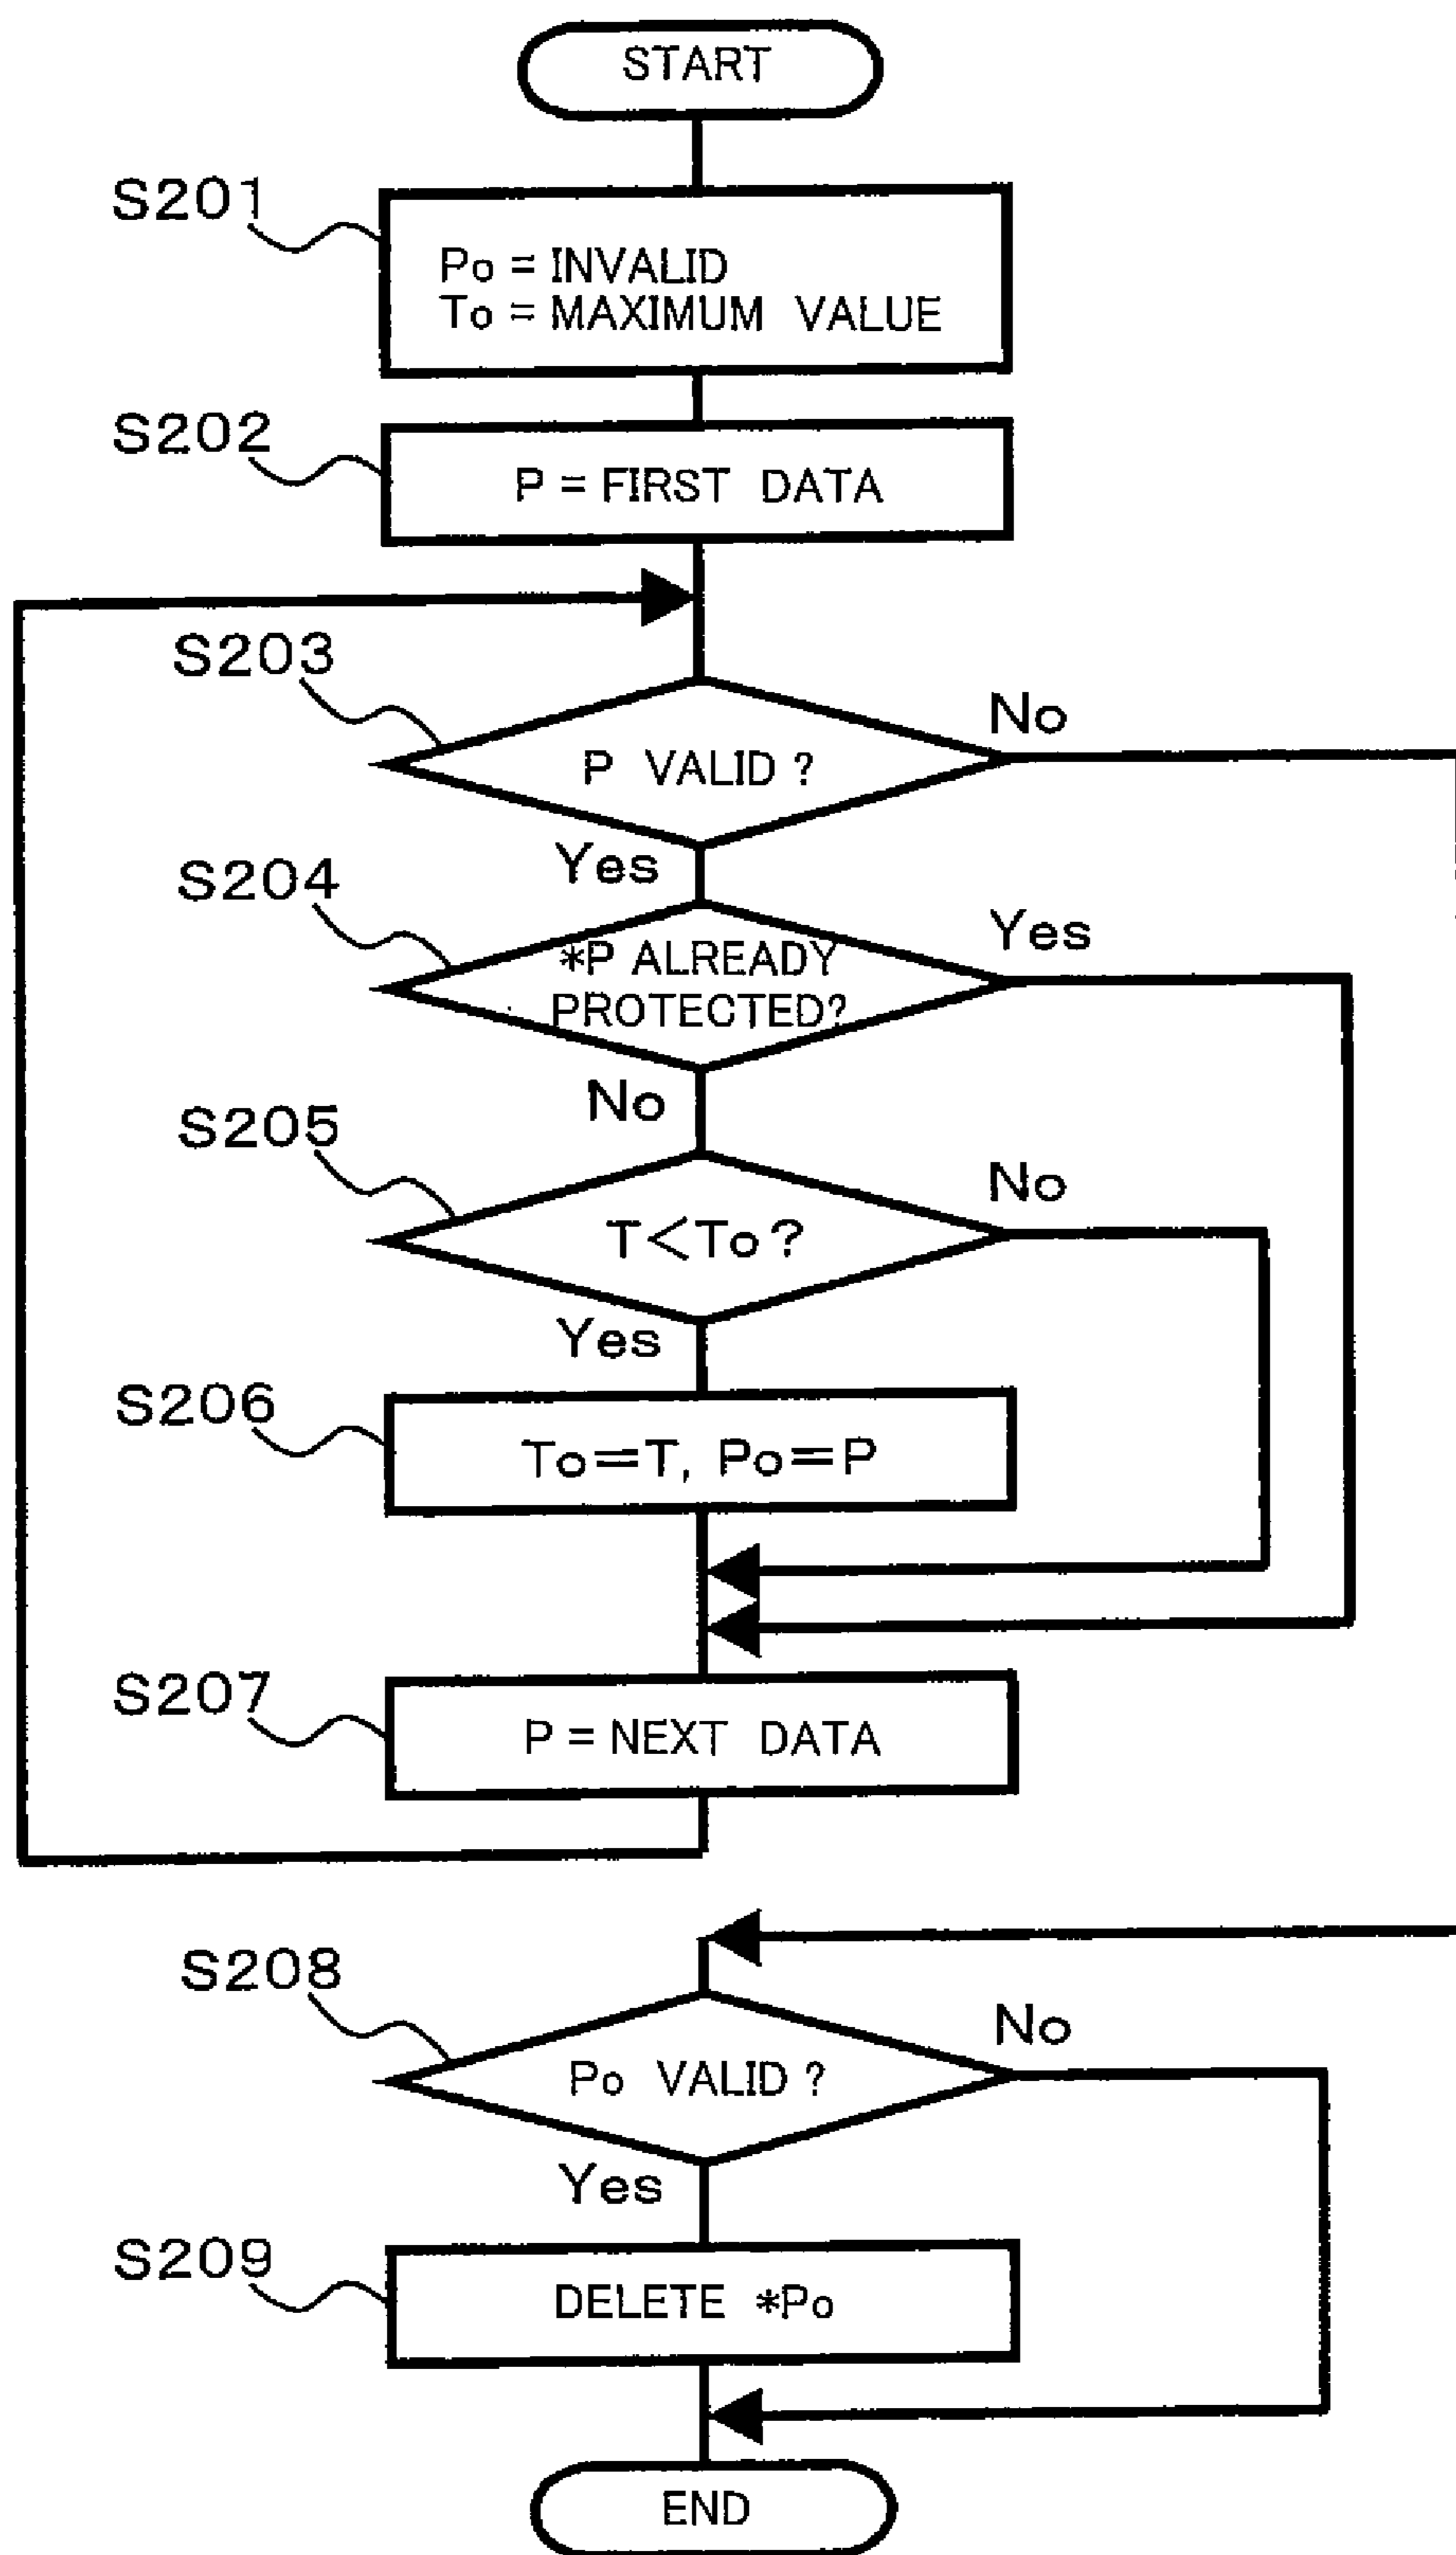 START
S201
Po = INVALID
To = MAXIMUM VALUE
S202
P = FIRST DATA
S203
P VALID ?
No
Yes
S204
*P ALREADY
PROTECTED?
Yes
No
S205
T<To ?
No
Yes
S206
To=T, Po=P
S207
P = NEXT DATA
S208
Po VALID ?
No
Yes
S209
DELETE *Po
END